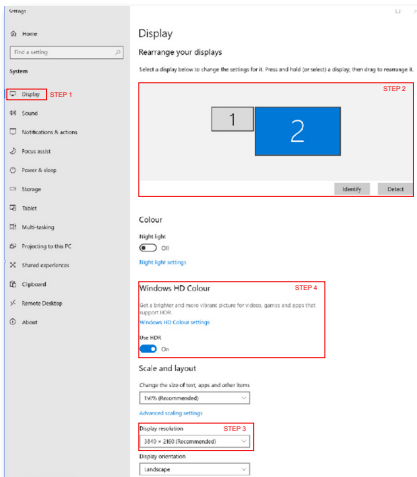 Settings
Home
Find a setting
System
Display STEP 1
Sound
Notifications & actions
Focus assist
Power & sleep
Storage
Tablet
Multi-tasking
Projecting to this PC
Shared experiences
Clipboard
Remote Desktop
About
Display
Rearrange your displays
Select a display below to change the settings for it. Press and hold (or select) a display, then drag to rearrange it.
STEP 2
1
2
Identify Detect
Colour
Night light
Off
Night light settings
Windows HD Colour STEP 4
Get a brighter and more vibrant picture for videos, games and apps that
support HDR.
Windows HD Colour settings
Use HDR
On
Scale and layout
Change the size of text, apps and other items
(Recommended)
Advanced scaling settings
Display resolution STEP 3
3840 × 2160 (Recommended)
Display orientation
Landscape